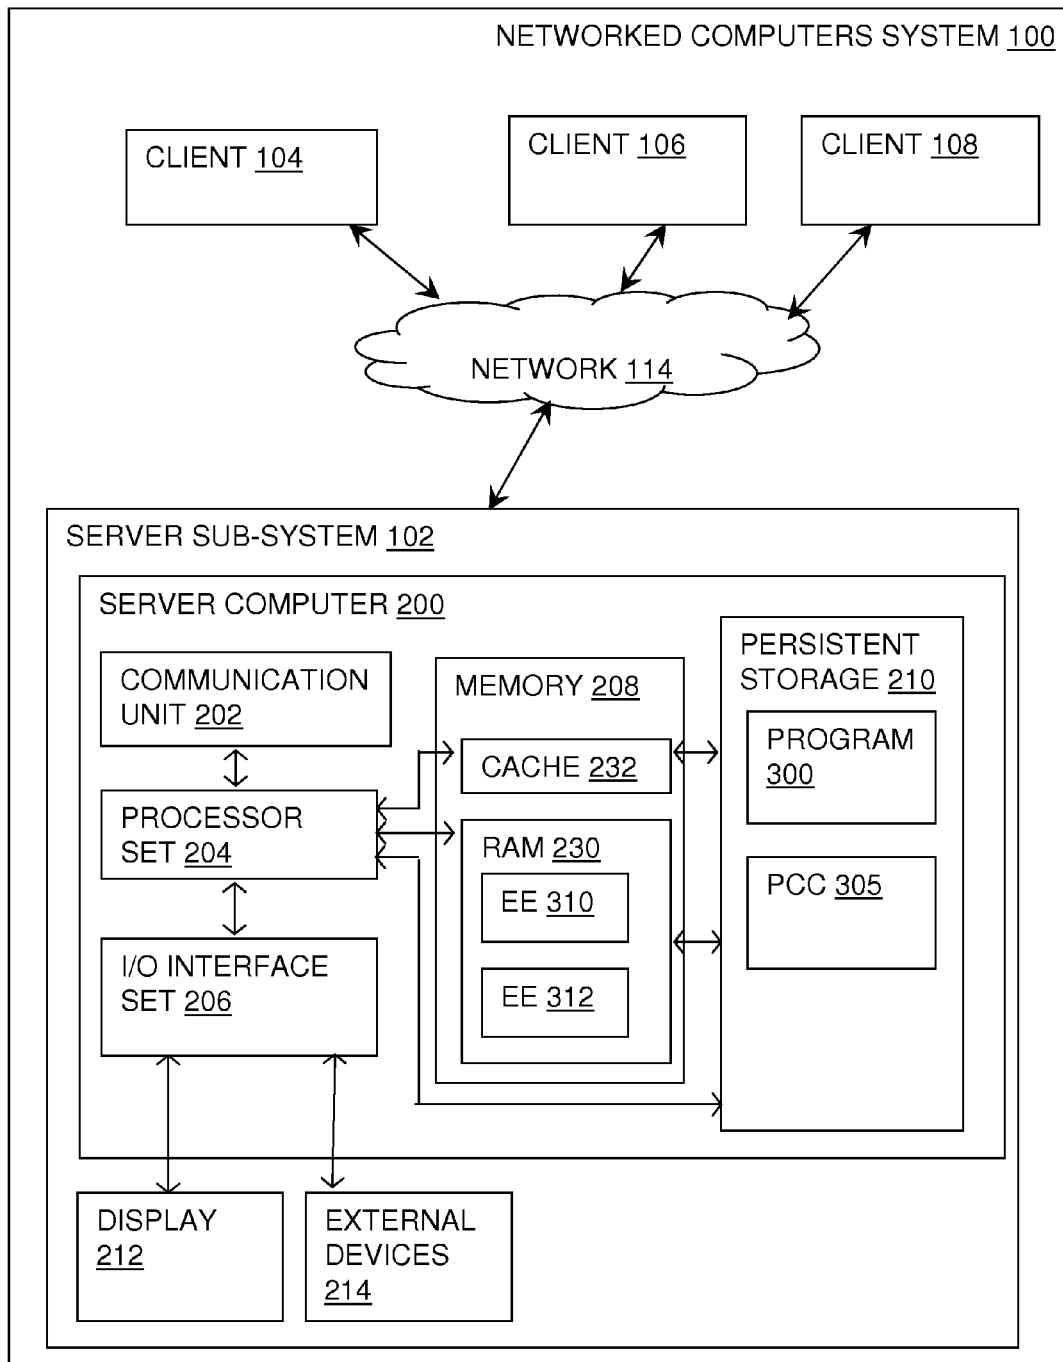 NETWORKED COMPUTERS SYSTEM 100
CLIENT 104
CLIENT 106
CLIENT 108
NETWORK 114
SERVER SUB-SYSTEM 102
SERVER COMPUTER 200
COMMUNICATION
UNIT 202
PROCESSOR
SET 204
I/O INTERFACE
SET 206
MEMORY 208
CACHE 232
RAM 230
EE 310
EE 312
PERSISTENT
STORAGE 210
PROGRAM
300
PCC 305
DISPLAY
212
EXTERNAL
DEVICES
214